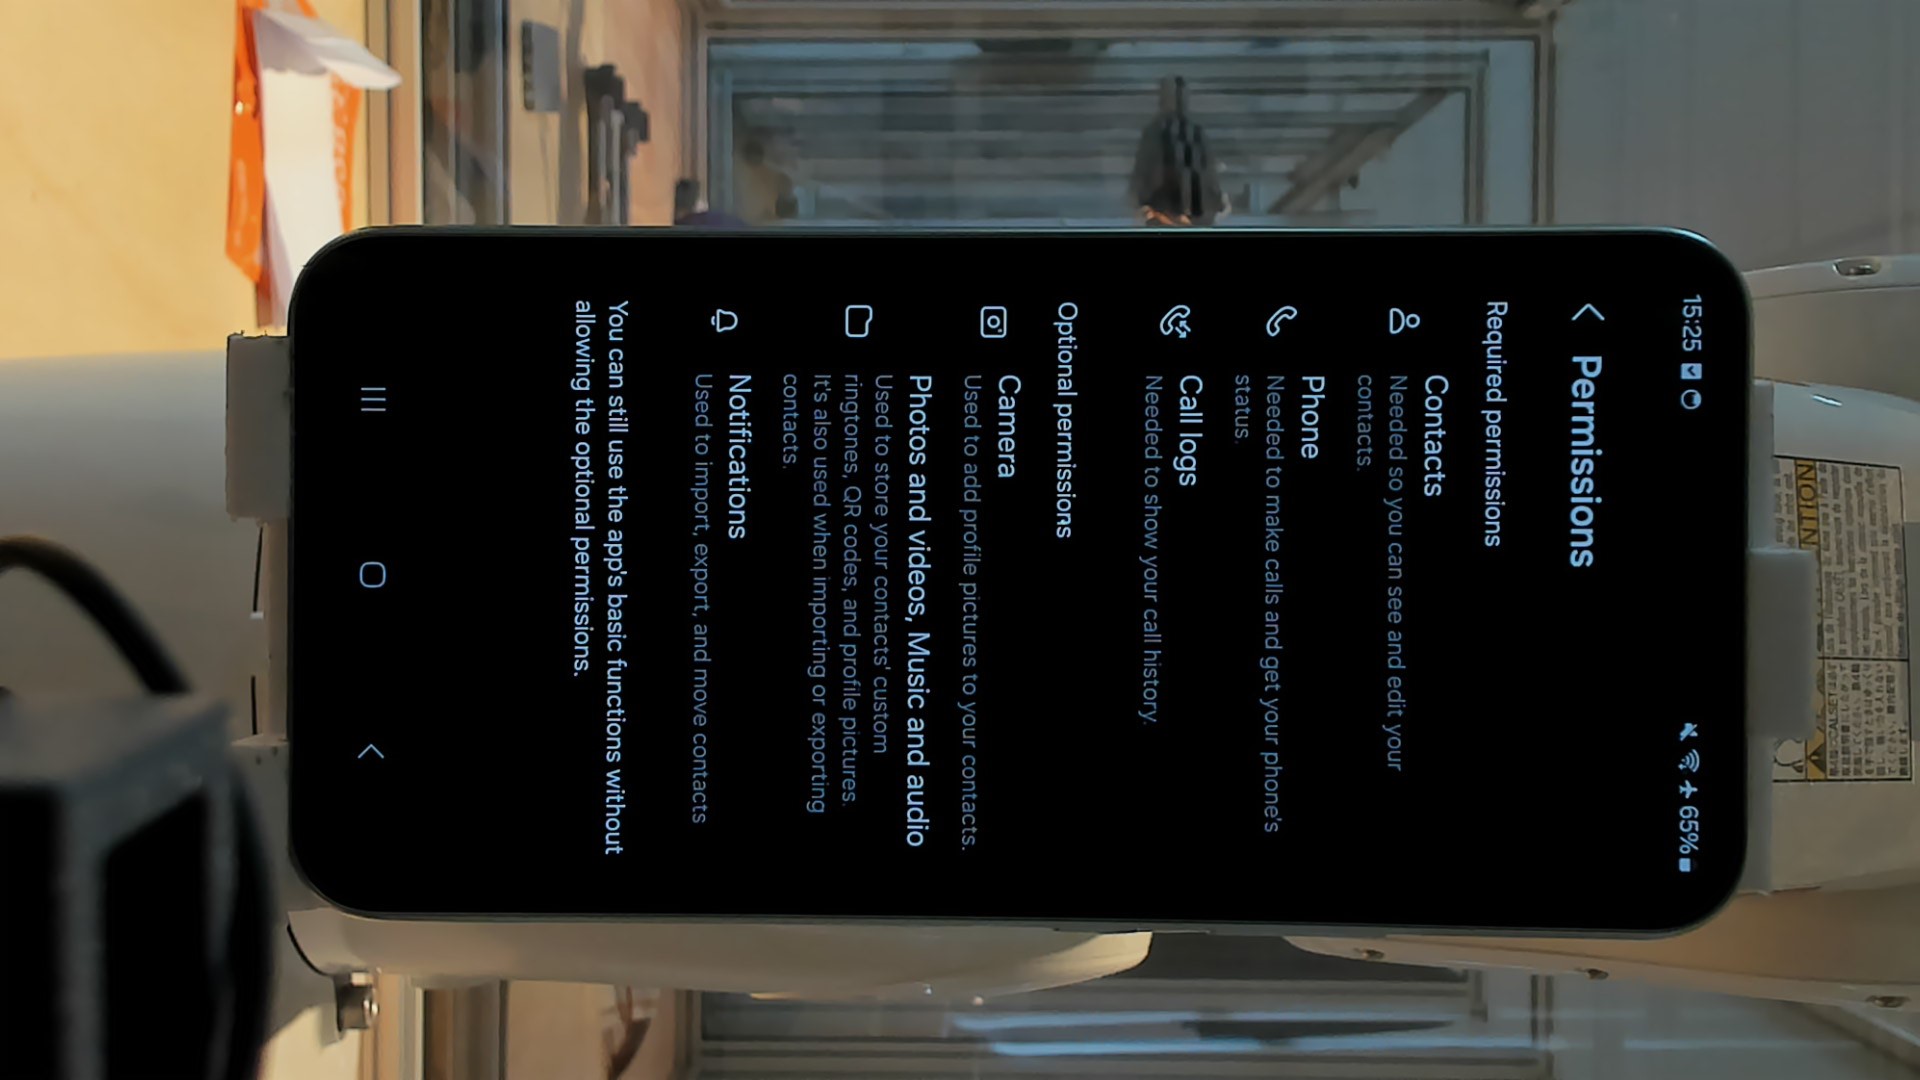 15:25
65%
Permissions
Required permissions
Contacts
Needed so you can see and edit your
contacts.
Phone
Needed to make calls and get your phone's
status.
Call logs
Needed to show your call history.
Optional permissions
Camera
Used to add profile pictures to your contacts.
Photos and videos, Music and audio
Used to store your contacts' custom
ringtones, QR codes, and profile pictures.
It's also used when importing or exporting
contacts.
Notifications
Used to import, export, and move contacts
You can still use the app's basic functions without
allowing the optional permissions.